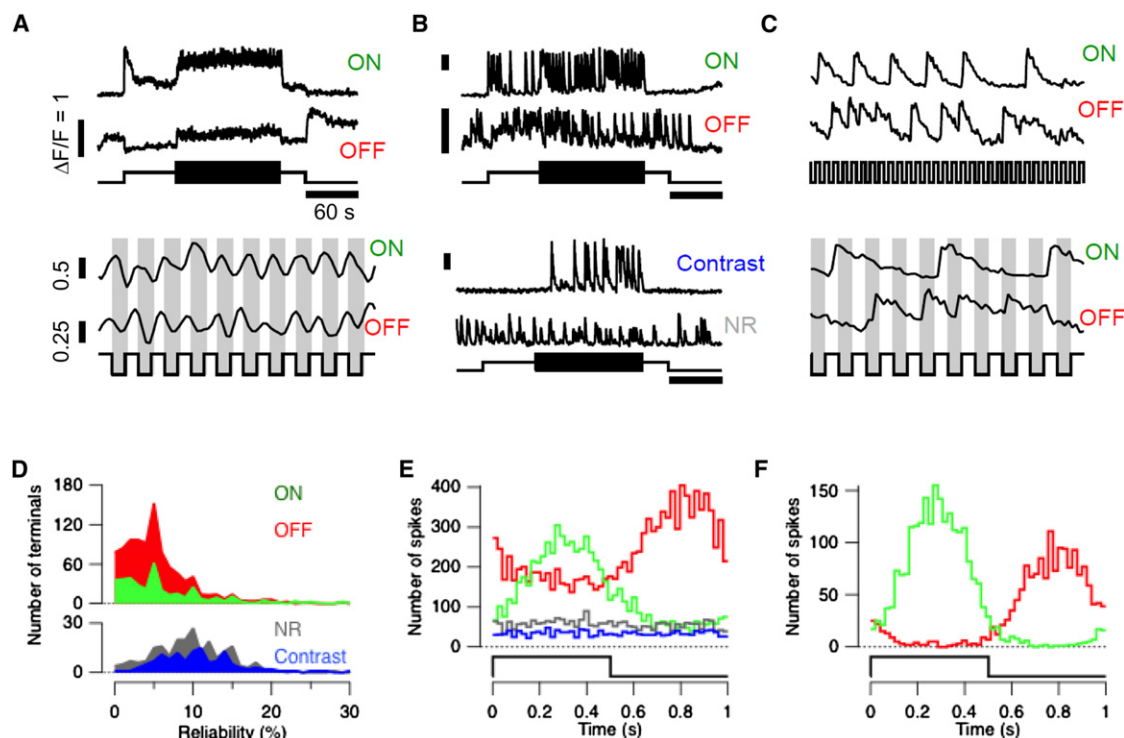 A
B
C
ON
OFF
ΔF/F = 1
60 s
ON
OFF
0.5
0.25
ON
OFF
Contrast
NR
ON
OFF
ON
OFF
D
E
F
Number of terminals
180
120
60
0
ON
OFF
30
0
NR
Contrast
0
10
20
30
Reliability (%)
Number of spikes
400
300
200
100
0
0
0.2
0.4
0.6
0.8
1
Time (s)
Number of spikes
150
100
50
0
0
0.2
0.4
0.6
0.8
1
Time (s)